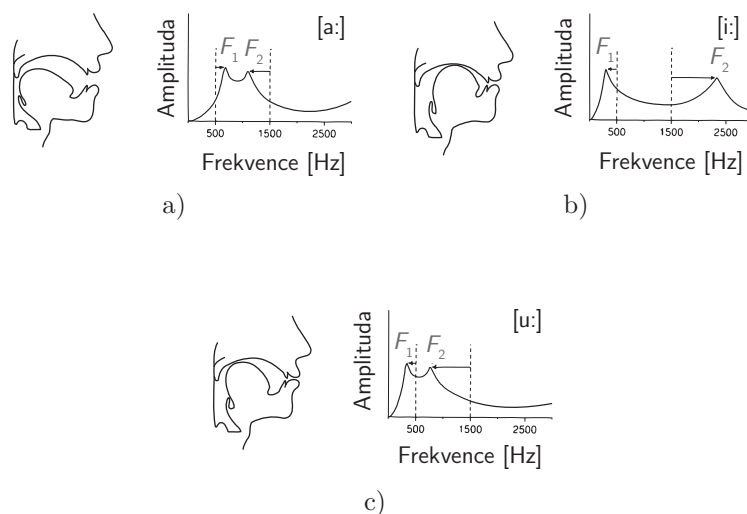 [a:]
F1 F2
Amplituda
500 1500 2500
Frekvence [Hz]
a)
[i:]
F1 F2
Amplituda
500 1500 2500
Frekvence [Hz]
b)
[u:]
F1 F2
Amplituda
500 1500 2500
Frekvence [Hz]
c)